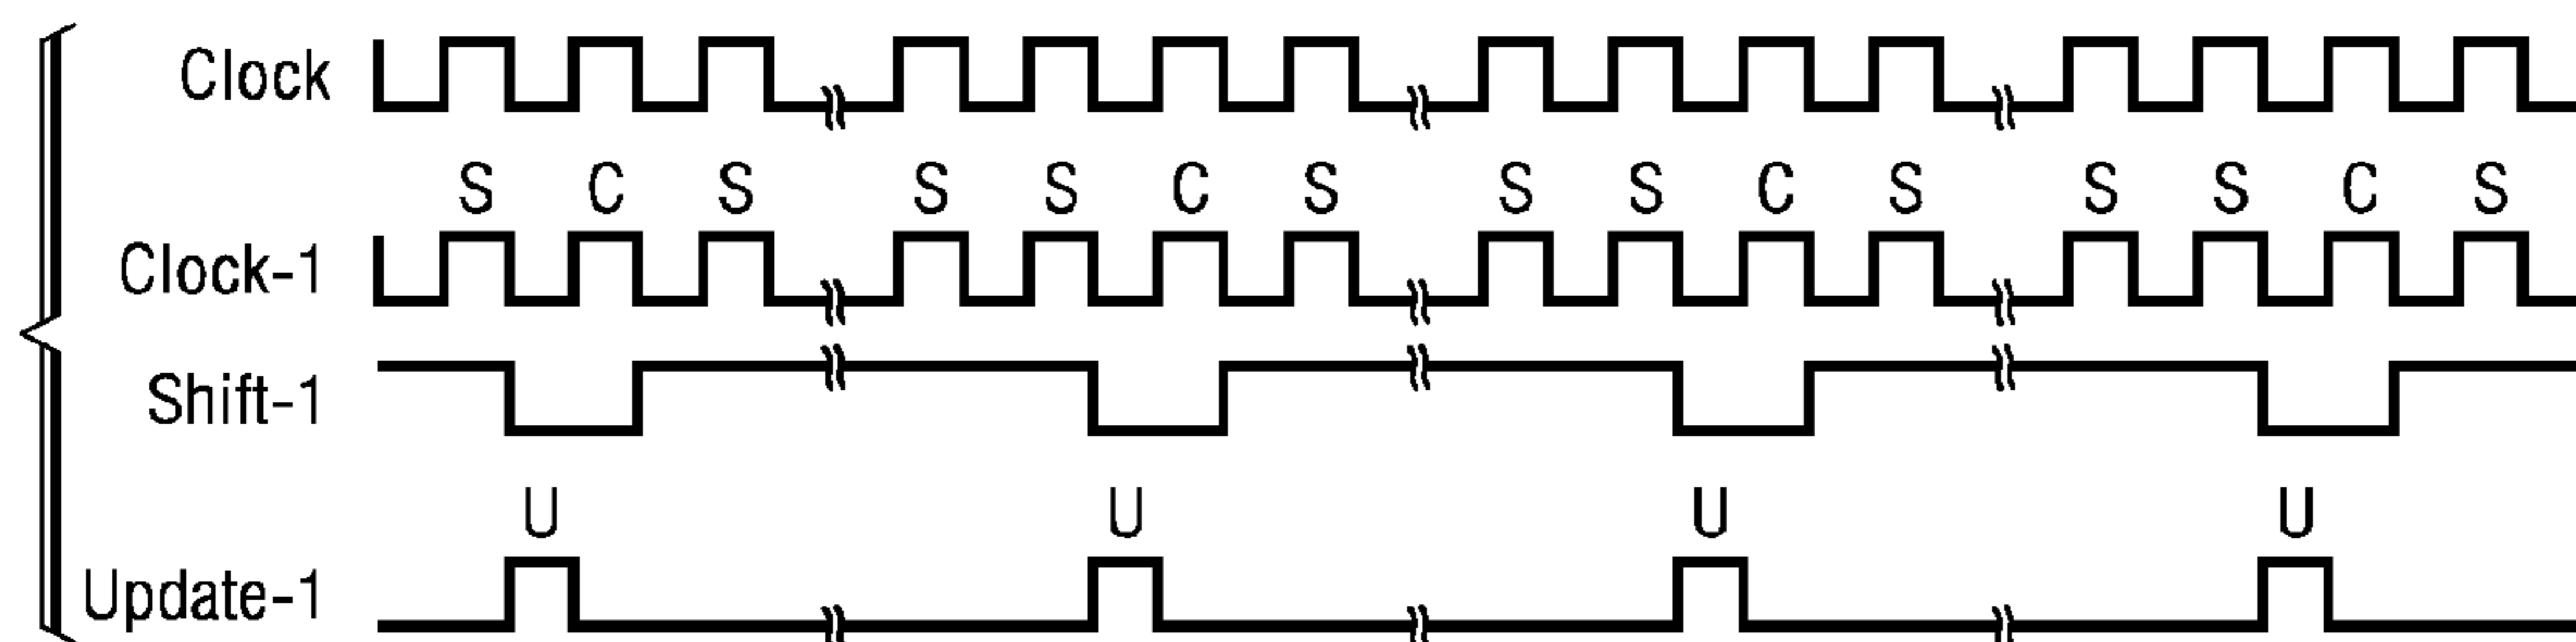 Clock
S C S S S C S S S C S S S C S
Clock-1
Shift-1
U U U U
Update-1